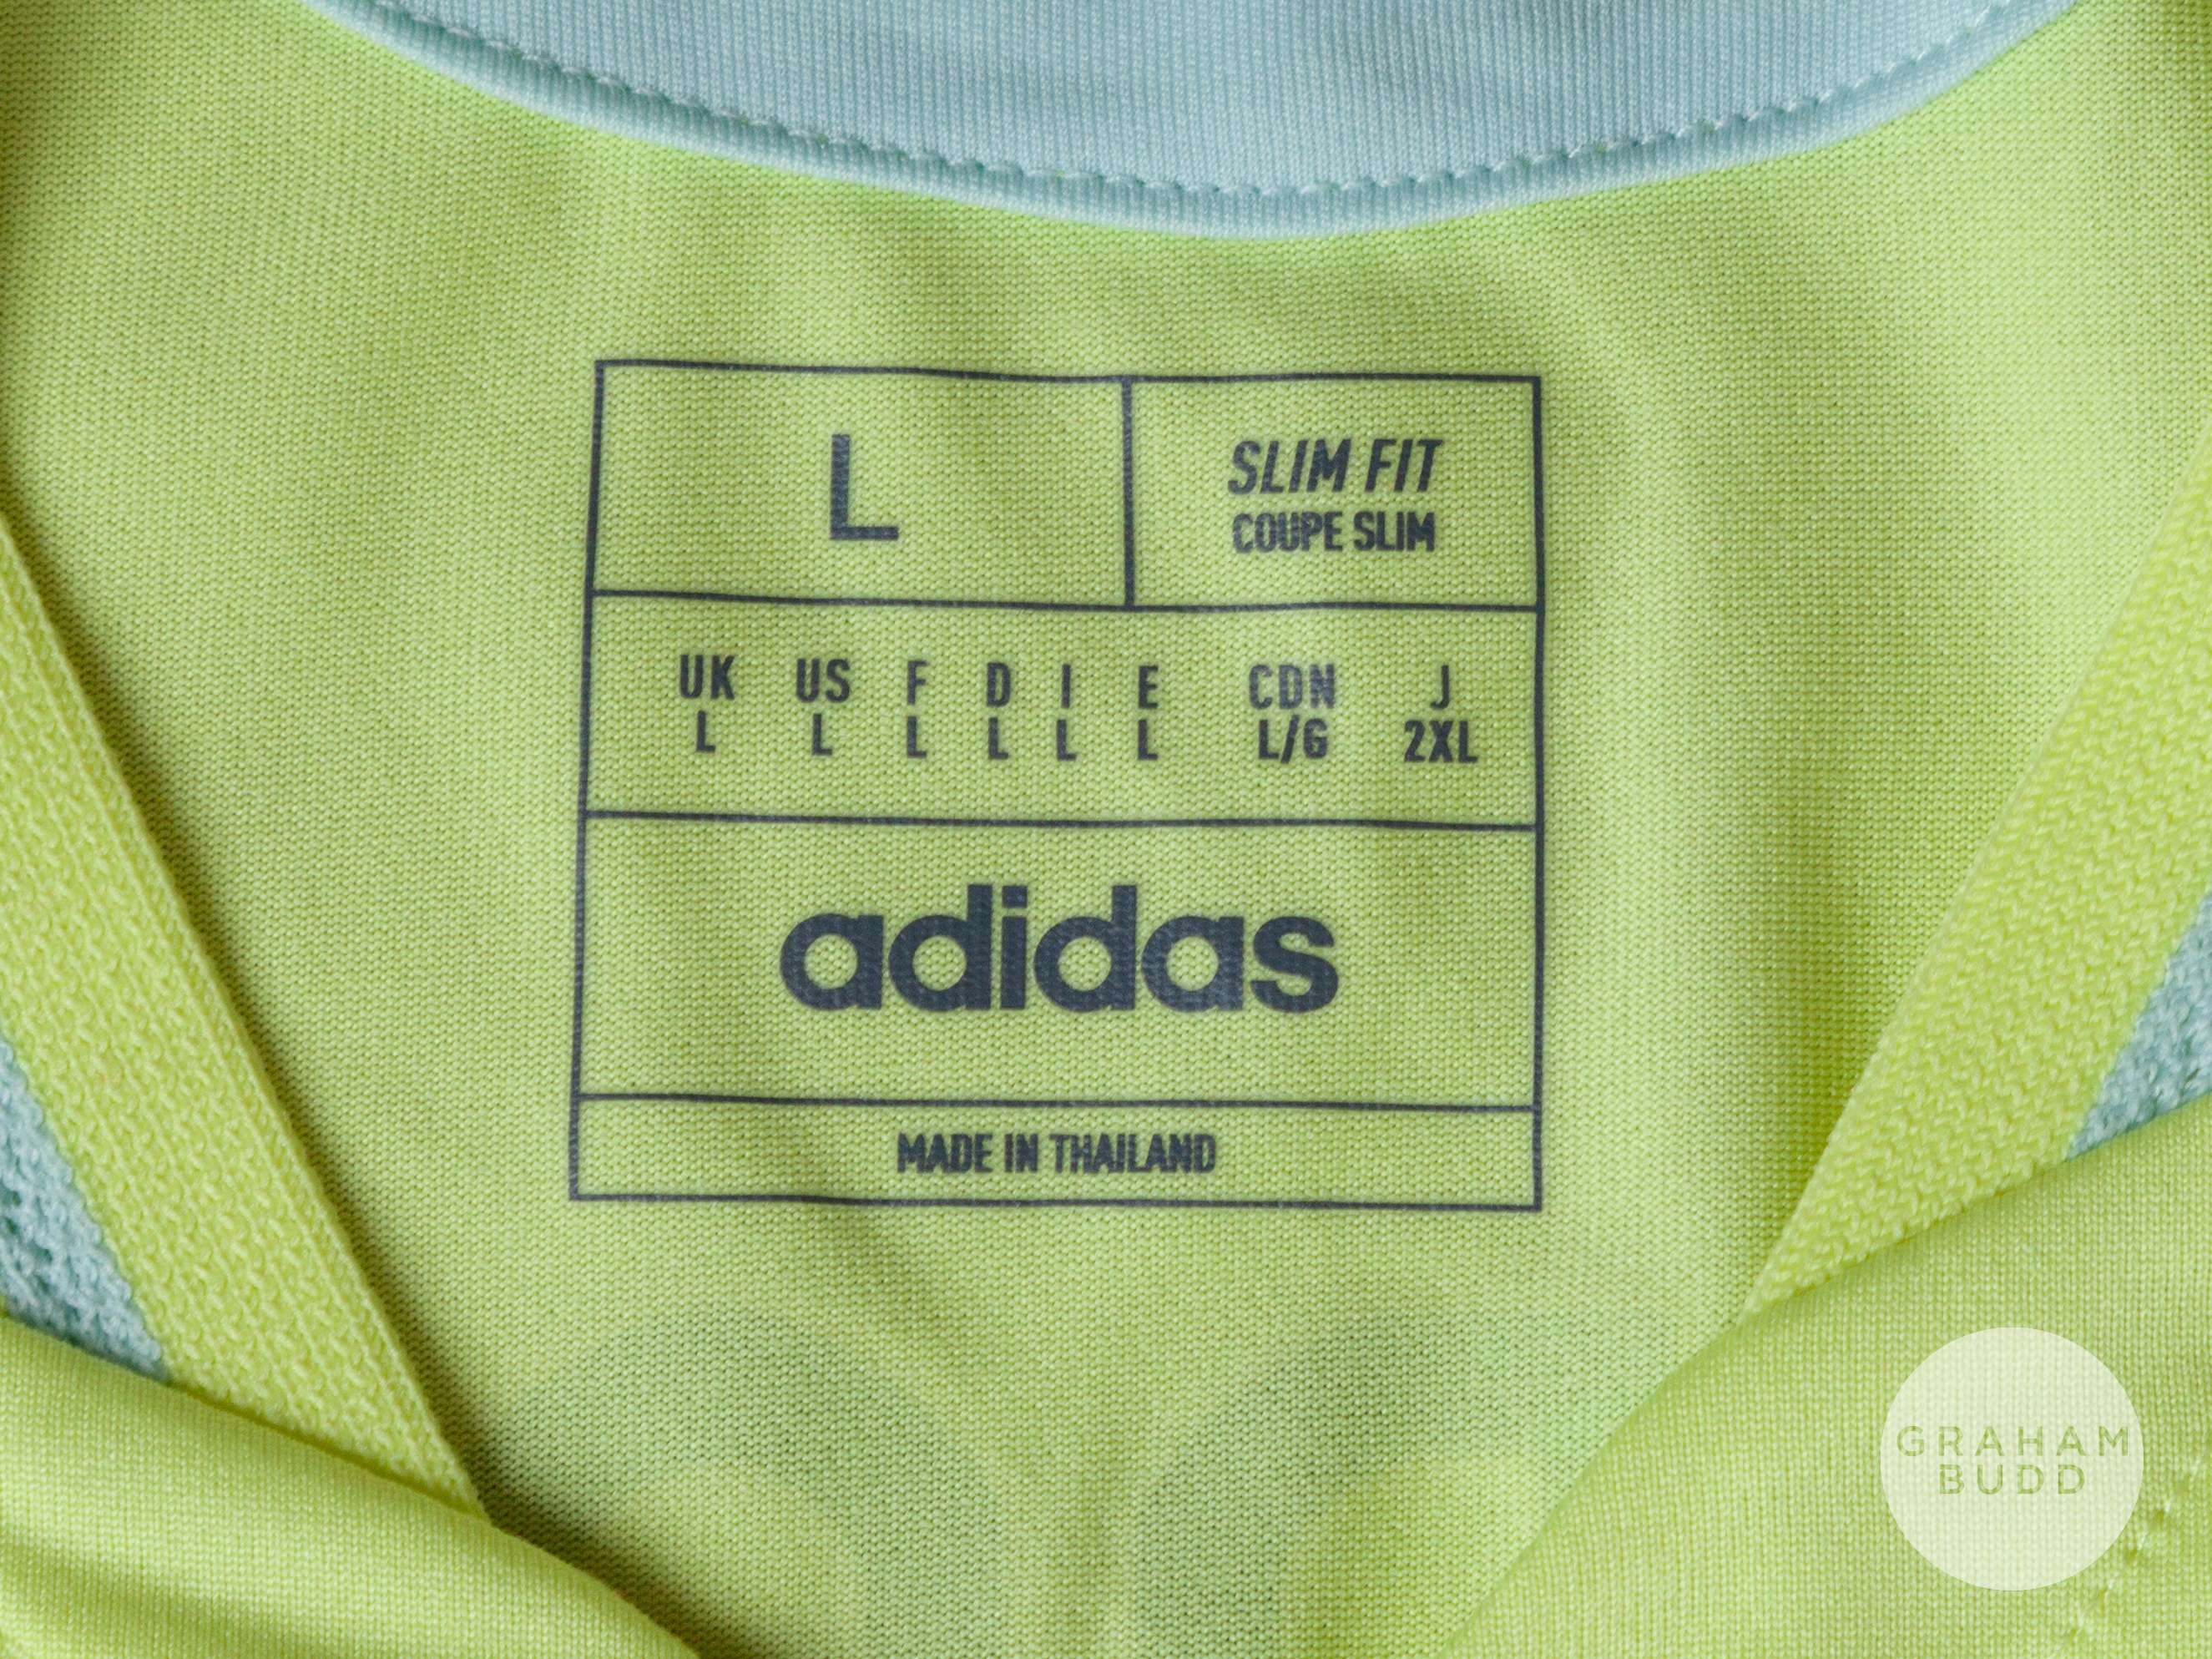 L
SLIM FIT
COUPE SLIM
UK US F D I E CDN J
L L L L L L L/G 2XL
adidas
MADE IN THAILAND
GRAHAM
BUDD